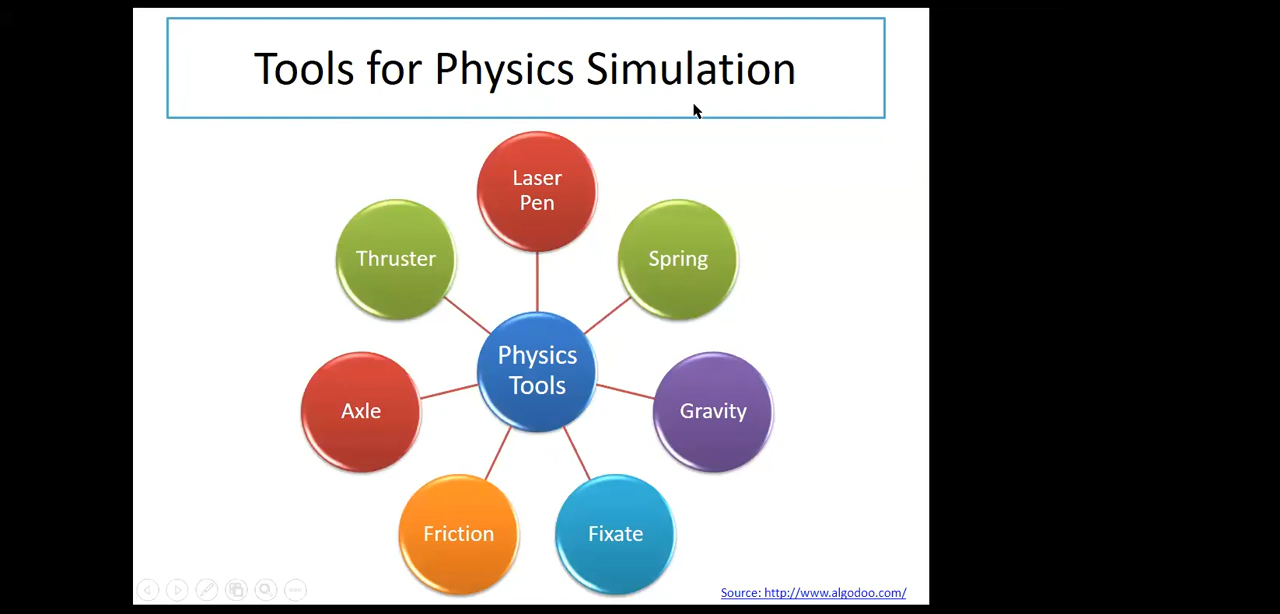 Tools for Physics Simulation
Laser
Pen
Thruster
Spring
Physics
Tools
Axle
Gravity
Friction
Fixate
Source: http://www.algodoo.com/